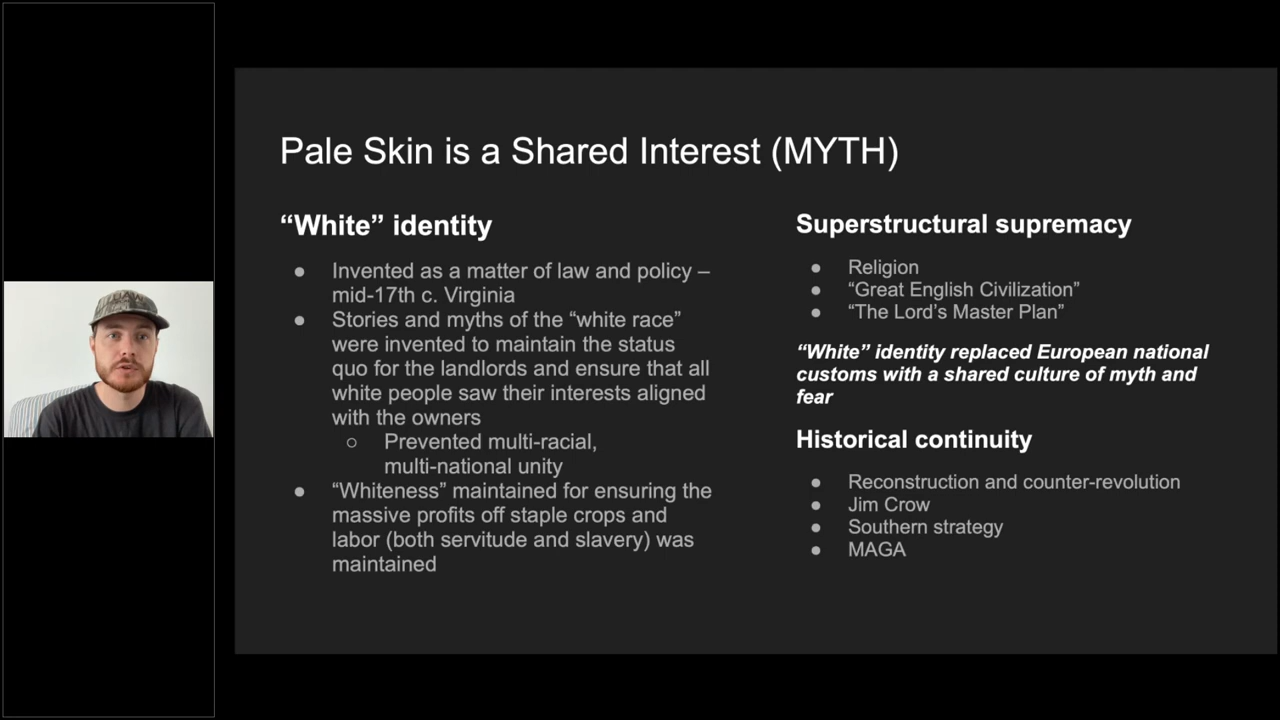 Pale Skin is a Shared Interest (MYTH)
“White” identity
● Invented as a matter of law and policy –
mid-17th c. Virginia
● Stories and myths of the “white race”
were invented to maintain the status
quo for the landlords and ensure that all
white people saw their interests aligned
with the owners
○ Prevented multi-racial,
multi-national unity
● “Whiteness” maintained for ensuring the
massive profits off staple crops and
labor (both servitude and slavery) was
maintained
Superstructural supremacy
● Religion
● “Great English Civilization”
● “The Lord’s Master Plan”
“White” identity replaced European national
customs with a shared culture of myth and
fear
Historical continuity
● Reconstruction and counter-revolution
● Jim Crow
● Southern strategy
● MAGA